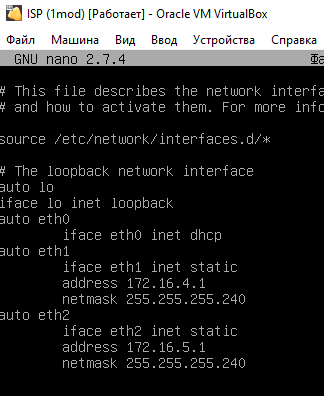 ISP (1mod) [Работает] - Oracle VM VirtualBox
Файл Машина Вид Ввод Устройства Справка
GNU nano 2.7.4
# This file describes the network
# and how to activate them. For more
source /etc/network/interfaces.d/*
# The loopback network interface
auto lo
iface lo inet loopback
auto eth0
iface eth0 inet dhcp
auto eth1
iface eth1 inet static
address 172.16.4.1
netmask 255.255.255.240
auto eth2
iface eth2 inet static
address 172.16.5.1
netmask 255.255.255.240